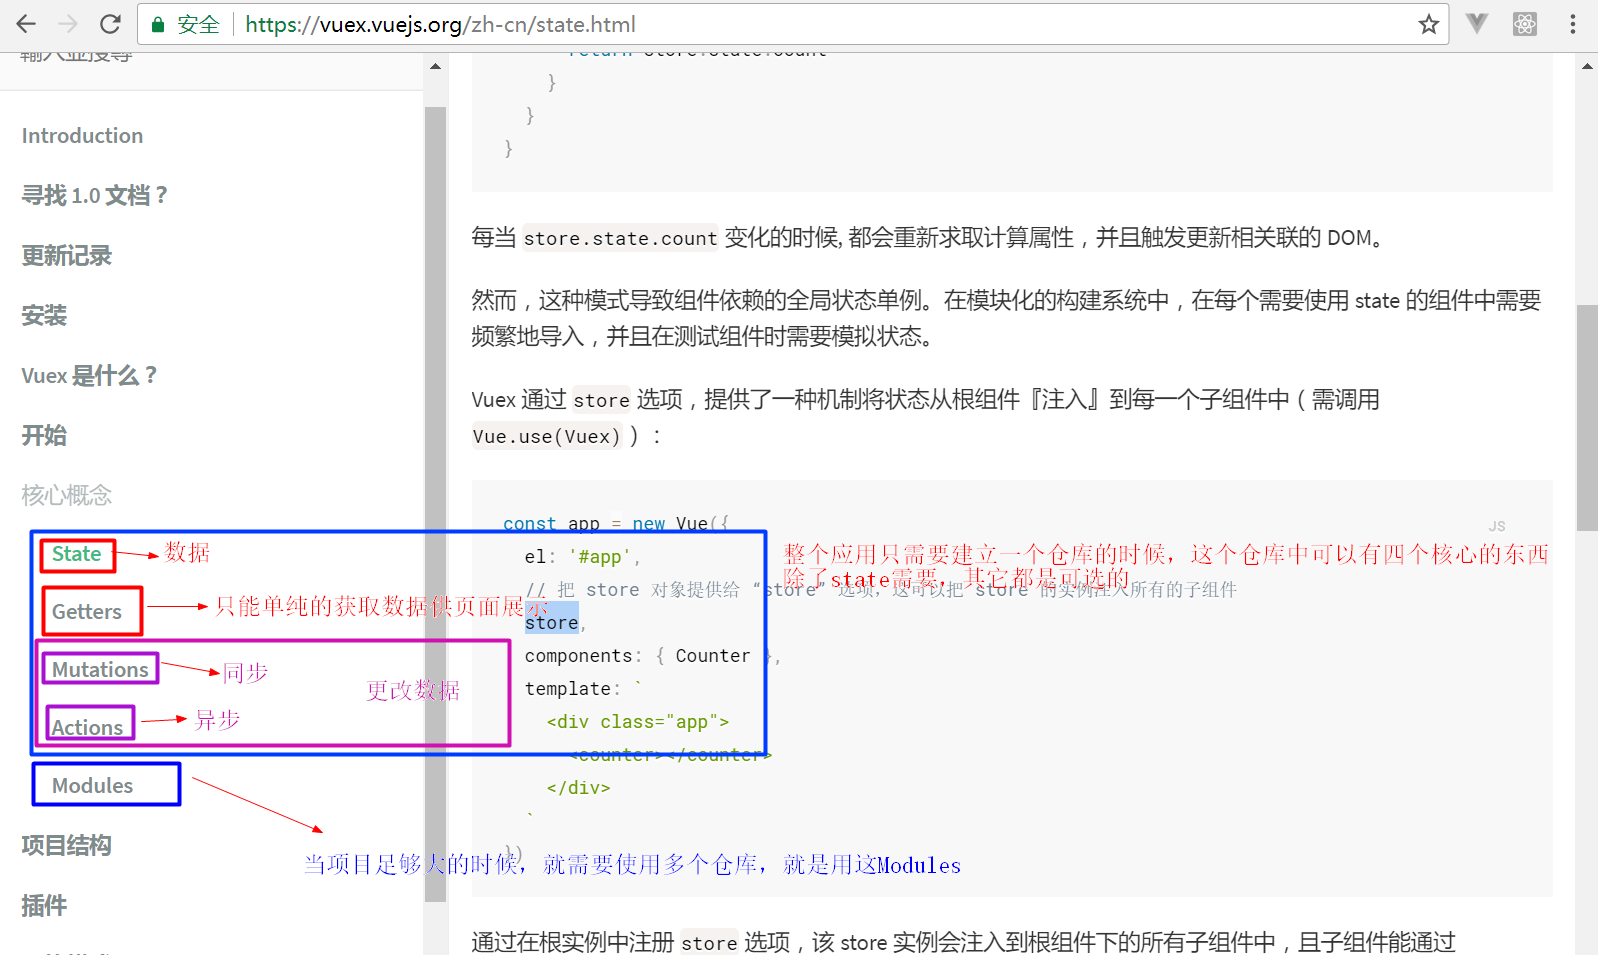 安全 https://vuex.vuejs.org/zh-cn/state.html
输入并搜寻
Introduction
寻找 1.0 文档？
更新记录
安装
Vuex 是什么？
开始
核心概念
State
数据
Getters
只能单纯的获取数据供页面展示
Mutations
同步
更改数据
Actions
异步
Modules
当项目足够大的时候，就需要使用多个仓库，就是用这Modules
项目结构
插件
return store.state.count
}
}
}
每当 store.state.count 变化的时候, 都会重新求取计算属性，并且触发更新相关联的 DOM。
然而，这种模式导致组件依赖的全局状态单例。在模块化的构建系统中，在每个需要使用 state 的组件中需要
频繁地导入，并且在测试组件时需要模拟状态。
Vuex 通过 store 选项，提供了一种机制将状态从根组件『注入』到每一个子组件中（需调用
Vue.use(Vuex)）：
JS
const app = new Vue({
el: '#app',
整个应用只需要建立一个仓库的时候，这个仓库中可以有四个核心的东西
除了state需要，其它都是可选的
// 把 store 对象提供给 “store” 选项，这可以把 store 的实例注入所有的子组件
store,
components: { Counter },
template: `
<div class="app">
<counter></counter>
</div>
`
})
通过在根实例中注册 store 选项，该 store 实例会注入到根组件下的所有子组件中，且子组件能通过